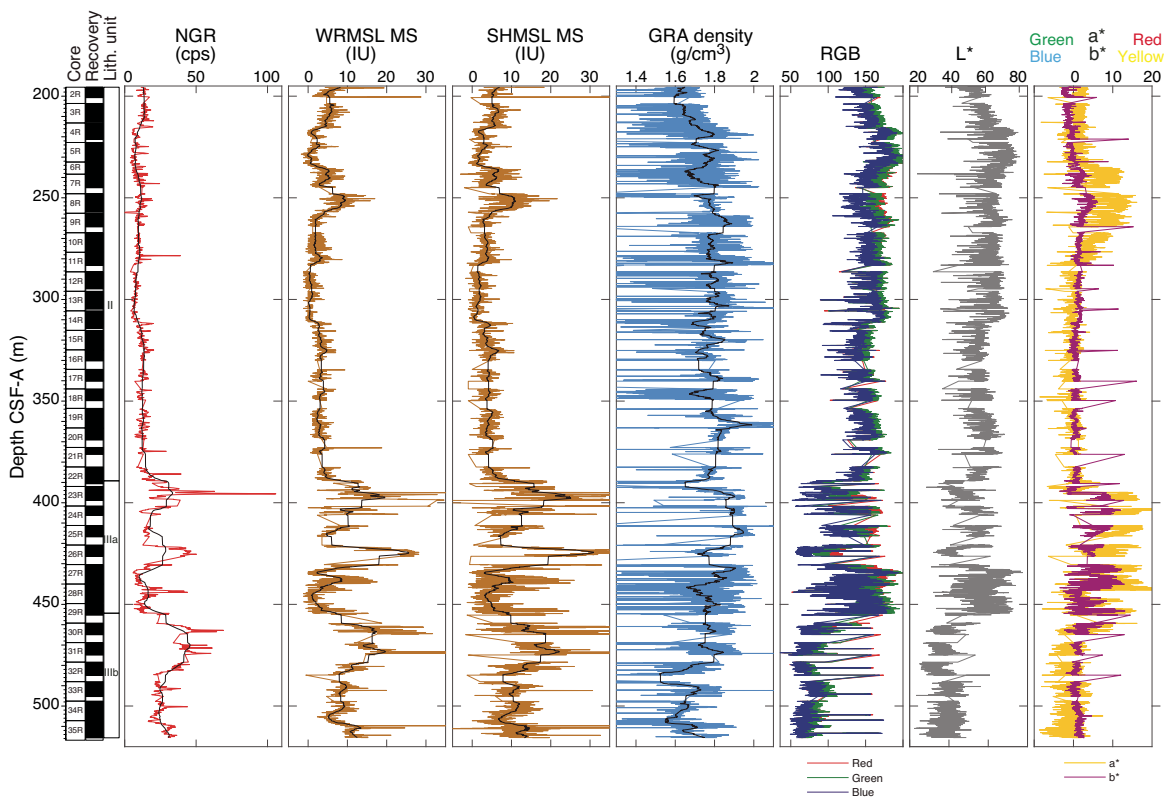 Core
Recovery
Lith. unit
NGR
(cps)
WRMSL MS
(IU)
SHMSL MS
(IU)
GRA density
(g/cm³)
RGB
L*
Green a* Red
Blue b* Yellow
0 50 100
0 10 20 30
0 10 20 30
1.4 1.6 1.8 2
50 100 150
20 40 60 80
0 10 20
Depth CSF-A (m)
200
250
300
350
400
450
500
2R
3R
4R
5R
6R
7R
8R
9R
10R
11R
12R
13R
14R
15R
16R
17R
18R
19R
20R
21R
22R
23R
24R
25R
26R
27R
28R
29R
30R
31R
32R
33R
34R
35R
II
IIIa
IIIb
Red
Green
Blue
a*
b*